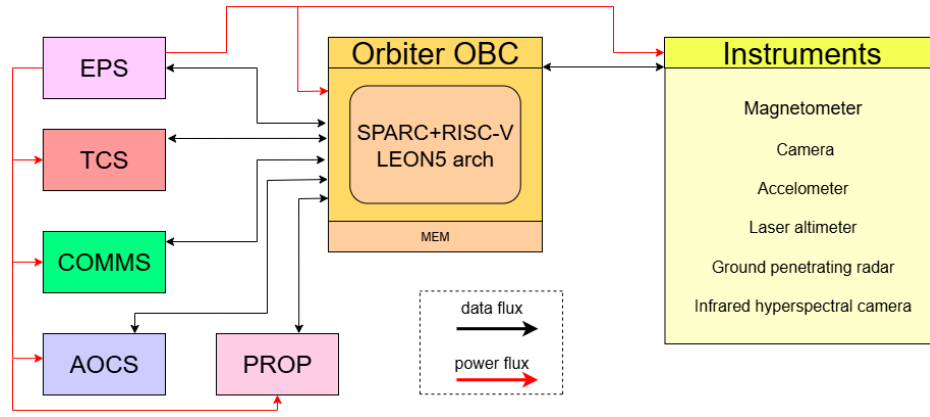 EPS
TCS
COMMS
AOCS
PROP
Orbiter OBC
SPARC+RISC-V
LEON5 arch
MEM
data flux
power flux
Instruments
Magnetometer
Camera
Accelometer
Laser altimeter
Ground penetrating radar
Infrared hyperspectral camera